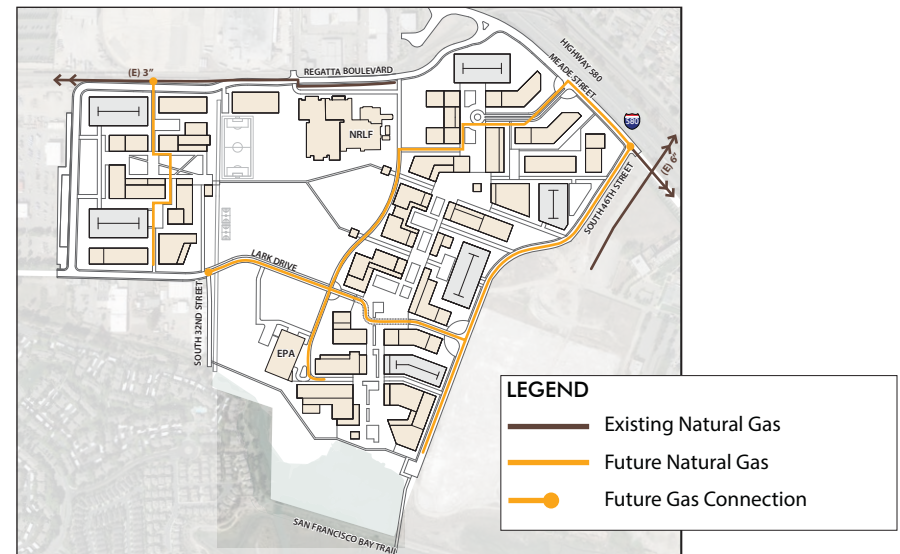 HIGHWAY 580
MEADE STREET
(E) 3"
REGATTA BOULEVARD
580
NRLF
(E) 6"
SOUTH 46TH STREET
LARK DRIVE
SOUTH 32ND STREET
EPA
SAN FRANCISCO BAY TRAIL
LEGEND
Existing Natural Gas
Future Natural Gas
Future Gas Connection